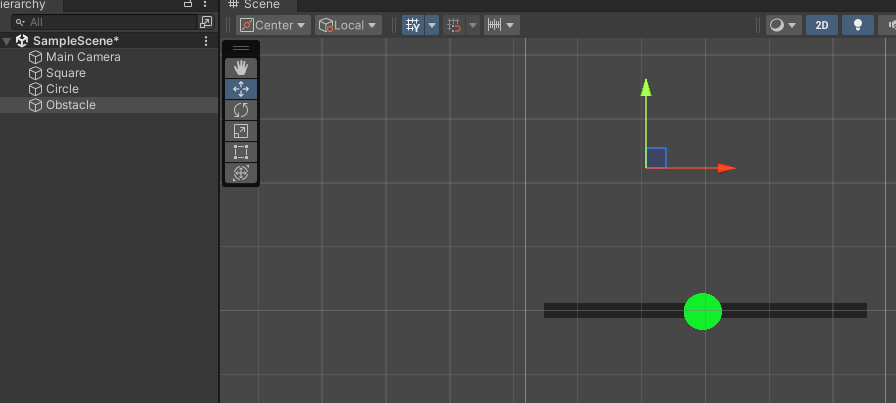 ierarchy
Scene
All
Center
Local
2D
SampleScene*
Main Camera
Square
Circle
Obstacle